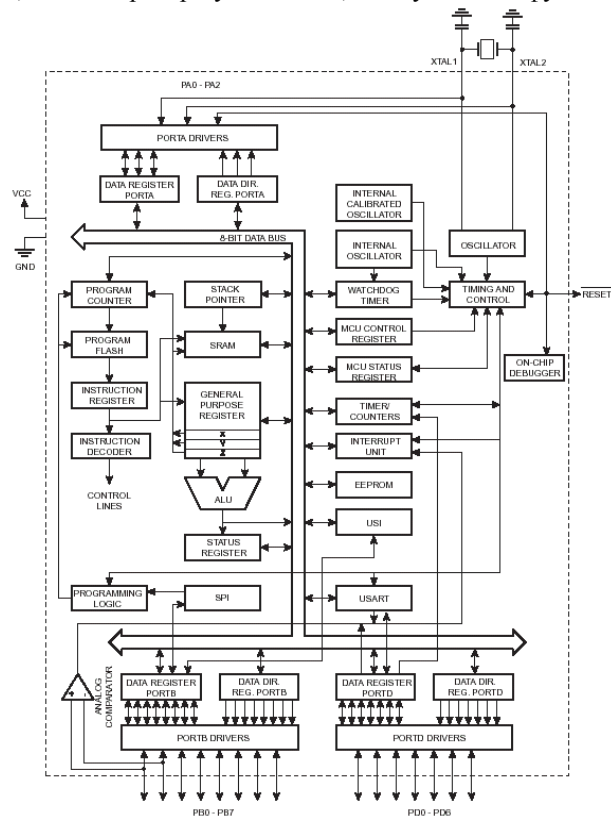 XTAL1
XTAL2
PA0 - PA2
PORTA DRIVERS
DATA REGISTER
PORTA
DATA DIR.
REG. PORTA
VCC
GND
8-BIT DATA BUS
INTERNAL
CALIBRATED
OSCILLATOR
INTERNAL
OSCILLATOR
OSCILLATOR
PROGRAM
COUNTER
STACK
POINTER
WATCHDOG
TIMER
TIMING AND
CONTROL
RESET
PROGRAM
FLASH
SRAM
MCU CONTROL
REGISTER
MCU STATUS
REGISTER
ON-CHIP
DEBUGGER
INSTRUCTION
REGISTER
GENERAL
PURPOSE
REGISTER
X
Y
Z
TIMER/
COUNTERS
INSTRUCTION
DECODER
INTERRUPT
UNIT
CONTROL
LINES
ALU
EEPROM
STATUS
REGISTER
USI
PROGRAMMING
LOGIC
SPI
USART
ANALOG
COMPARATOR
DATA REGISTER
PORTB
DATA DIR.
REG. PORTB
DATA REGISTER
PORTD
DATA DIR.
REG. PORTD
PORTB DRIVERS
PORTD DRIVERS
PB0 - PB7
PD0 - PD6